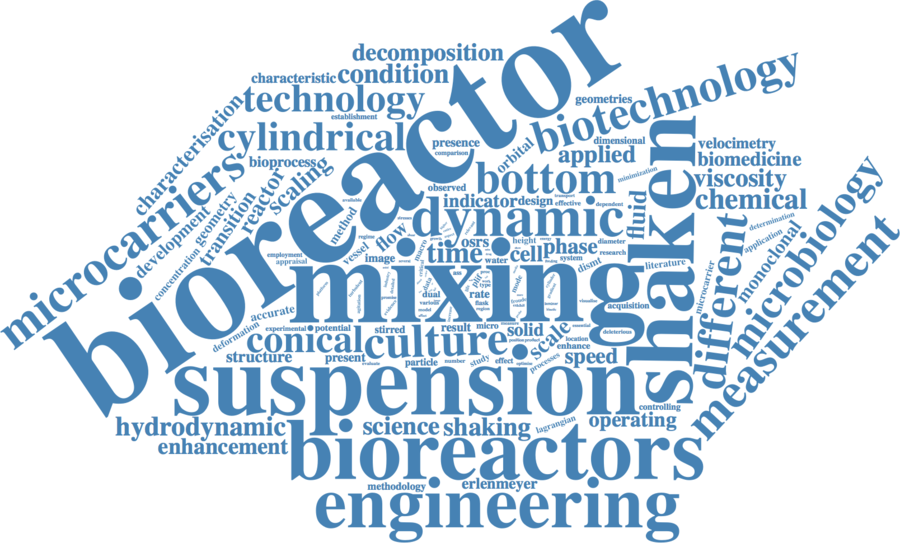 decomposition
characteristic
condition
technology
establishment
cylindrical
characterisation
bioprocess
scaling
reactor
microcarriers
transition
geometry
development
concentration
bioreactor
geometries
biotechnology
presence
comparison
orbital
dimensional
applied
minimization
bottom
observed
available
indicator
design
effective
dependent
transport
dynamic
method
flow
vessel
regime
image
employment
appraisal
time
osrs
height
cell
phase
water
system
diameter
research
fluid
dismt
literature
shaken
velocimetry
biomedicine
viscosity
chemical
determination
application
monoclonal
microbiology
different
microcarrier
measurement
mixing
macro
mode
type
dual
rate
flask
acquisition
accurate
deformation
experimental
potential
stirred
result
micro
solid
scale
essential
deleterious
location
enhance
conical
culture
structure
present
particle
number
study
effect
processes
speed
suspension
controlling
operating
lagrangian
hydrodynamic
science
shaking
enhancement
bioreactors
methodology
erlenmeyer
engineering